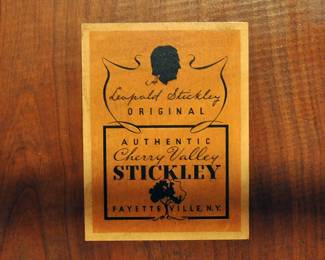 Leopold Stickley
ORIGINAL
AUTHENTIC
Cherry Valley
STICKLEY
FAYETTEVILLE, N.Y.